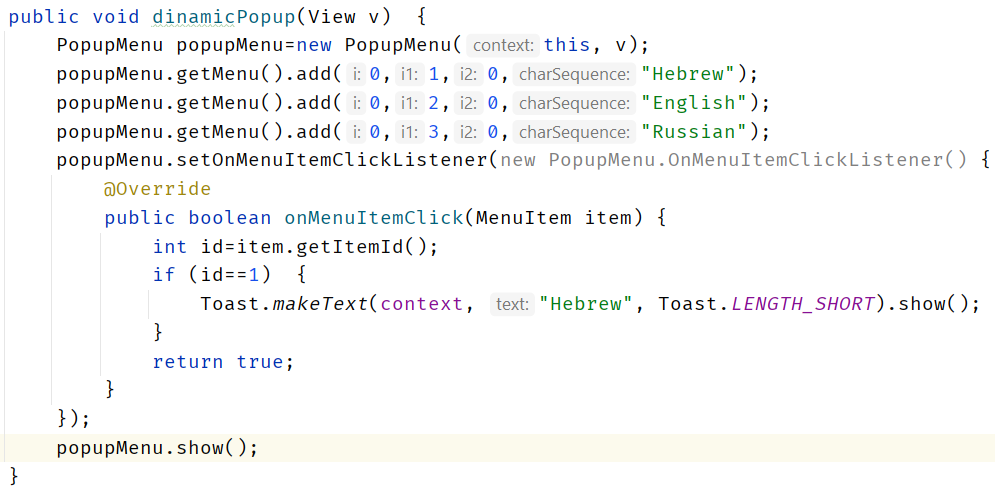 public void dinamicPopup(View v)  {
    PopupMenu popupMenu=new PopupMenu( context: this, v);
    popupMenu.getMenu().add( i: 0, i1: 1, i2: 0, charSequence: "Hebrew");
    popupMenu.getMenu().add( i: 0, i1: 2, i2: 0, charSequence: "English");
    popupMenu.getMenu().add( i: 0, i1: 3, i2: 0, charSequence: "Russian");
    popupMenu.setOnMenuItemClickListener(new PopupMenu.OnMenuItemClickListener() {
        @Override
        public boolean onMenuItemClick(MenuItem item) {
            int id=item.getItemId();
            if (id==1)  {
                Toast.makeText(context, text: "Hebrew", Toast.LENGTH_SHORT).show();
            }
            return true;
        }
    });
    popupMenu.show();
}